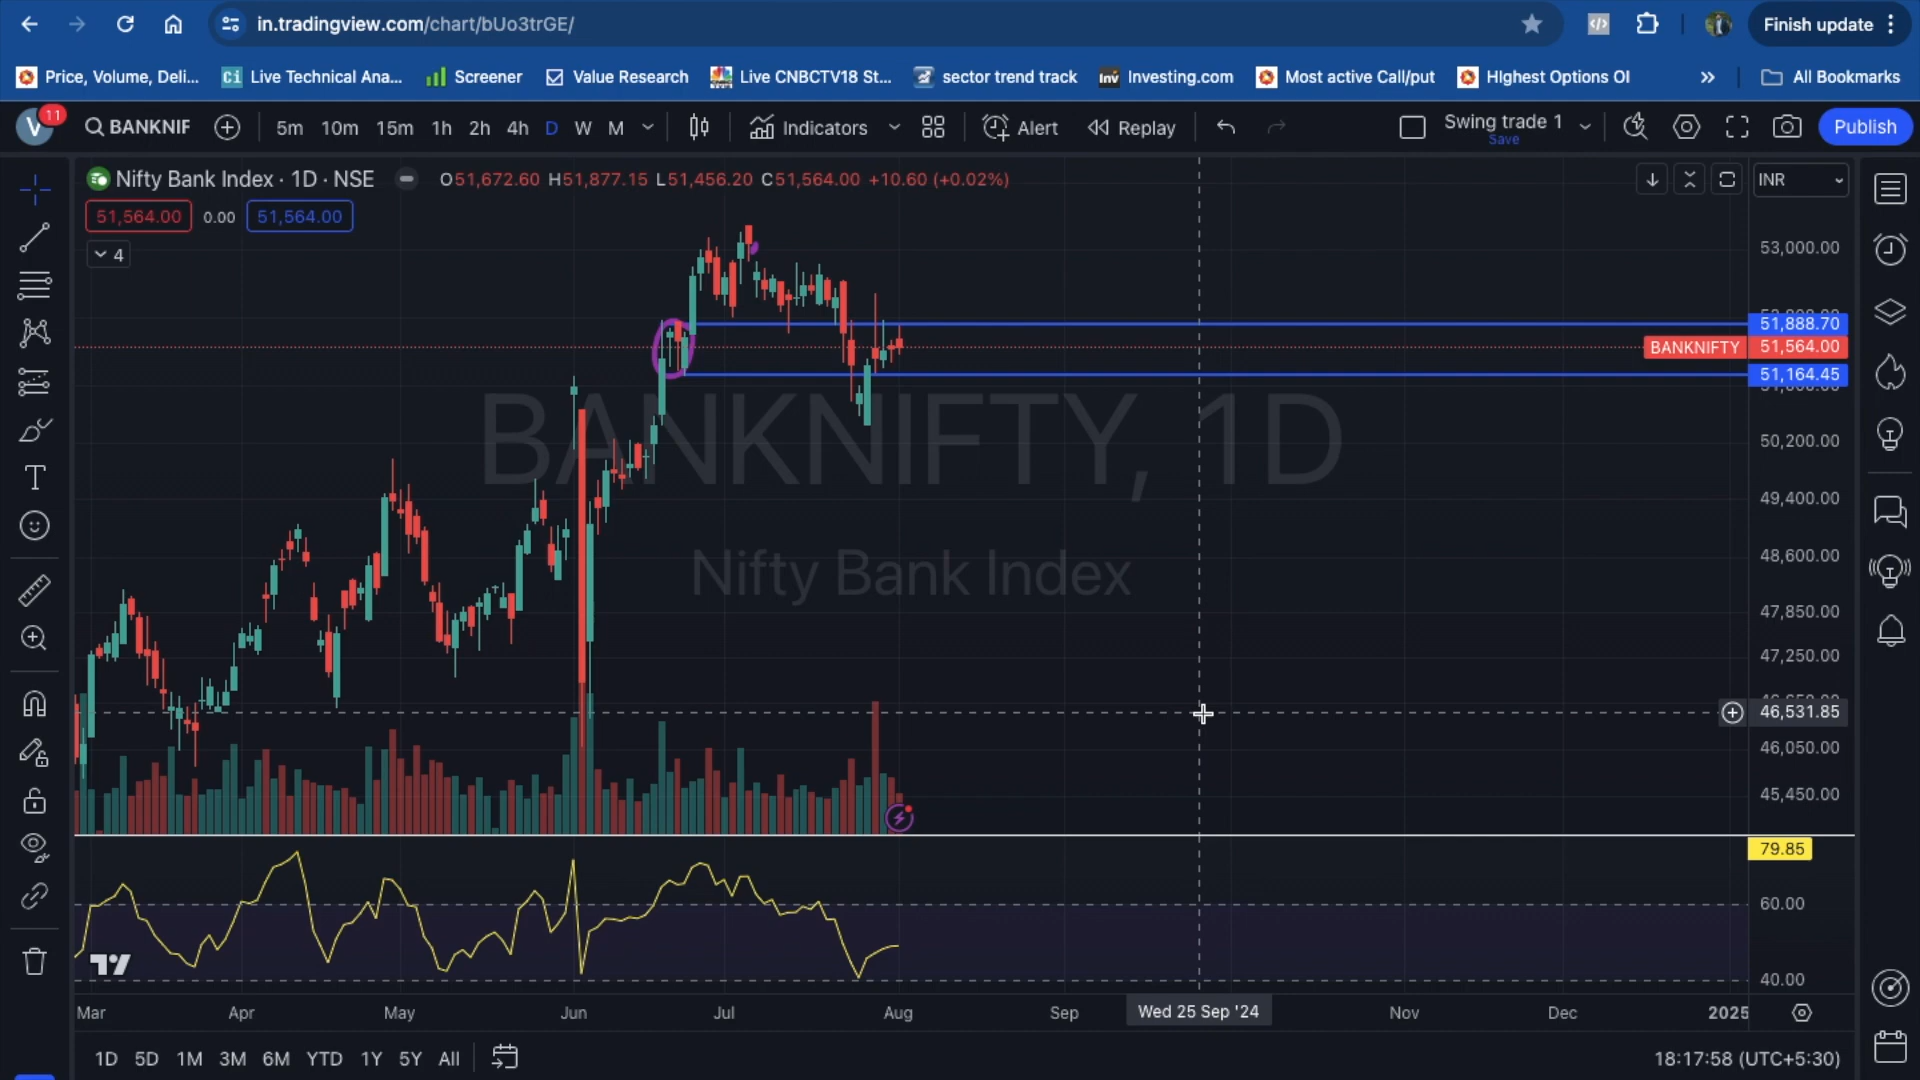 in.tradingview.com/chart/bUo3trGE/
Finish update
Price, Volume, Deli...
Live Technical Ana...
Screener
Value Research
Live CNBCTV18 St...
sector trend track
Inv Investing.com
Most active Call/put
HIghest Options OI
»
All Bookmarks
V 11
BANKNIF
5m 10m 15m 1h 2h 4h D W M
Indicators
Alert
Replay
Swing trade 1
Save
Publish
Nifty Bank Index · 1D · NSE
O51,672.60 H51,877.15 L51,456.20 C51,564.00 +10.60 (+0.02%)
INR
51,564.00 0.00 51,564.00
4
53,000.00
51,888.70
BANKNIFTY 51,564.00
51,164.45
50,200.00
49,400.00
48,600.00
47,850.00
47,250.00
46,531.85
46,050.00
45,450.00
BANKNIFTY, 1D
Nifty Bank Index
79.85
60.00
40.00
Mar Apr May Jun Jul Aug Sep Wed 25 Sep '24 Nov Dec 2025
1D 5D 1M 3M 6M YTD 1Y 5Y All
18:17:58 (UTC+5:30)